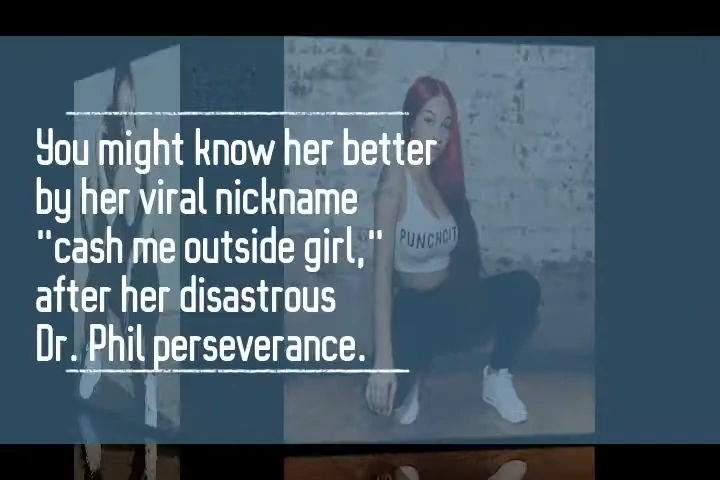 You might know her better
by her viral nickname
"cash me outside girl,"
after her disastrous
Dr. Phil perseverance.
PUNCHCIT